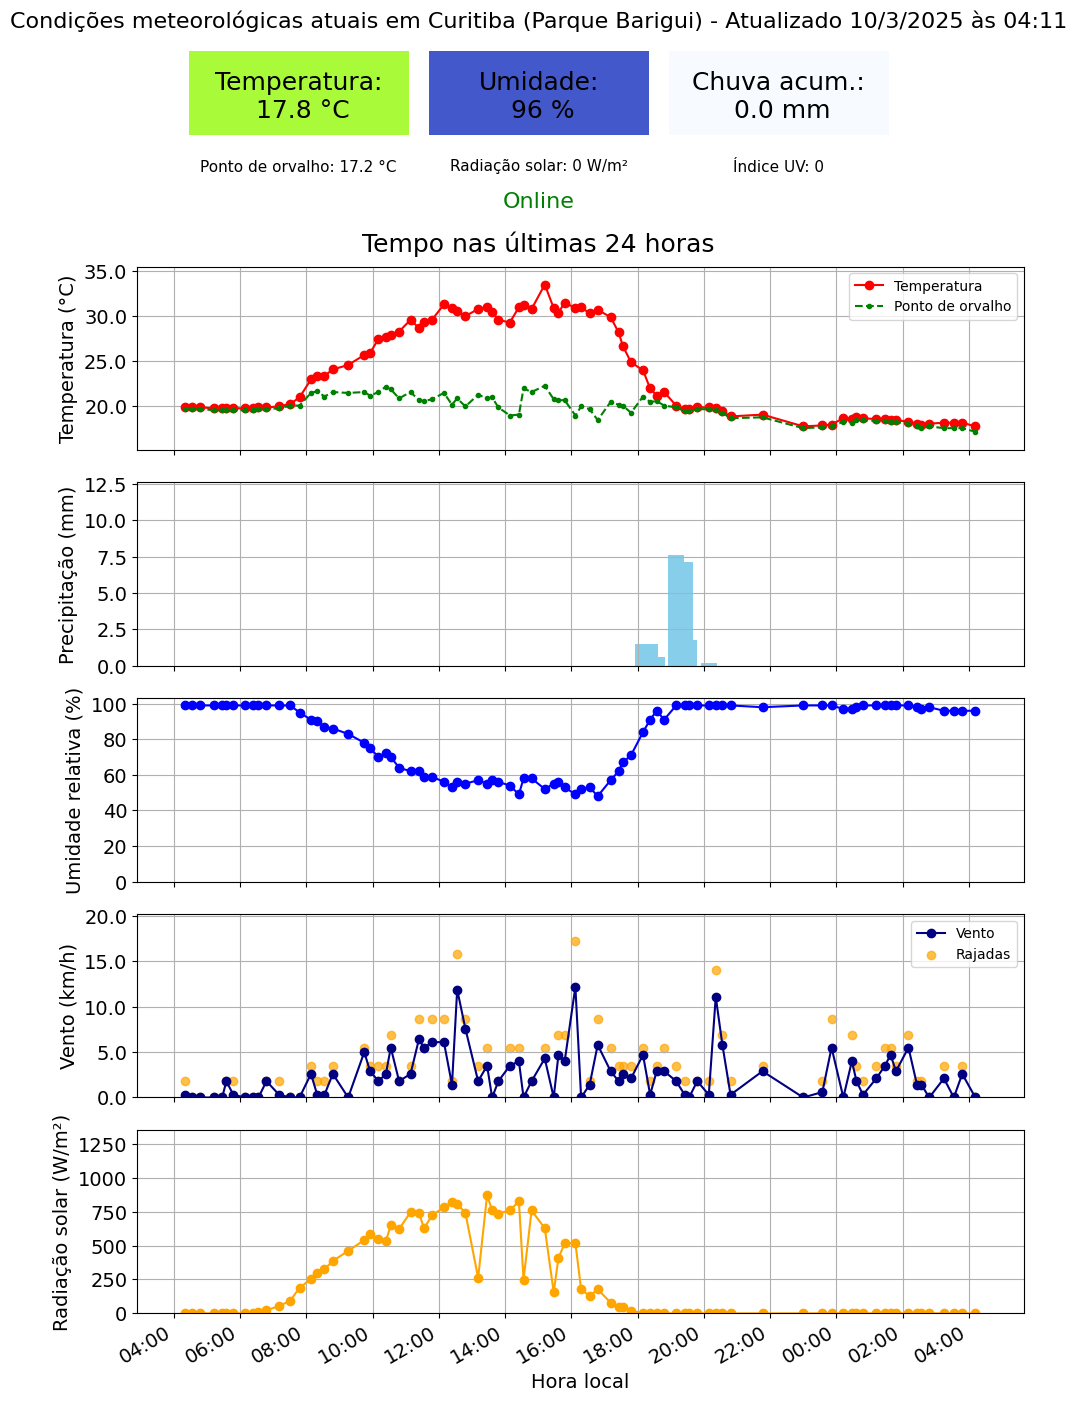 Condições meteorológicas atuais em Curitiba (Parque Barigui) - Atualizado 10/3/2025 às 04:11
Temperatura:
17.8 °C
Umidade:
96 %
Chuva acum.:
0.0 mm
Ponto de orvalho: 17.2 °C
Radiação solar: 0 W/m²
Índice UV: 0
Online
Tempo nas últimas 24 horas
Temperatura (°C)
35.0
30.0
25.0
20.0
Temperatura
Ponto de orvalho
Precipitação (mm)
12.5
10.0
7.5
5.0
2.5
0.0
Umidade relativa (%)
100
80
60
40
20
0
Vento (km/h)
20.0
15.0
10.0
5.0
0.0
Vento
Rajadas
Radiação solar (W/m²)
1250
1000
750
500
250
0
04:00
06:00
08:00
10:00
12:00
14:00
16:00
18:00
20:00
22:00
00:00
02:00
04:00
Hora local